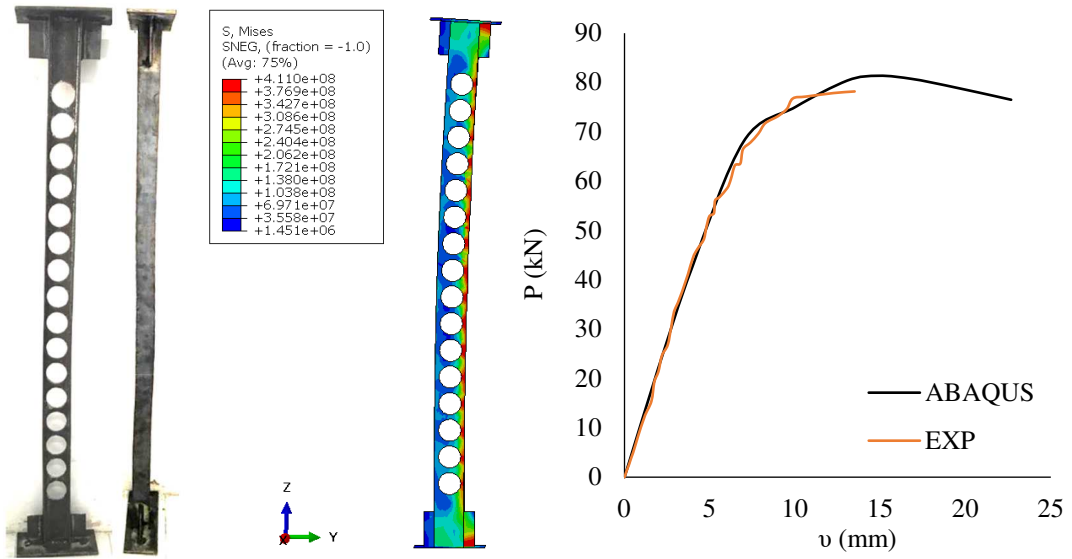 S, Mises
SNEG, (fraction = -1.0)
(Avg: 75%)
+4.110e+08
+3.769e+08
+3.427e+08
+3.086e+08
+2.745e+08
+2.404e+08
+2.062e+08
+1.721e+08
+1.380e+08
+1.038e+08
+6.971e+07
+3.558e+07
+1.451e+06
Z
Y
X
P (kN)
90
80
70
60
50
40
30
20
10
0
0 5 10 15 20 25
υ (mm)
ABAQUS
EXP